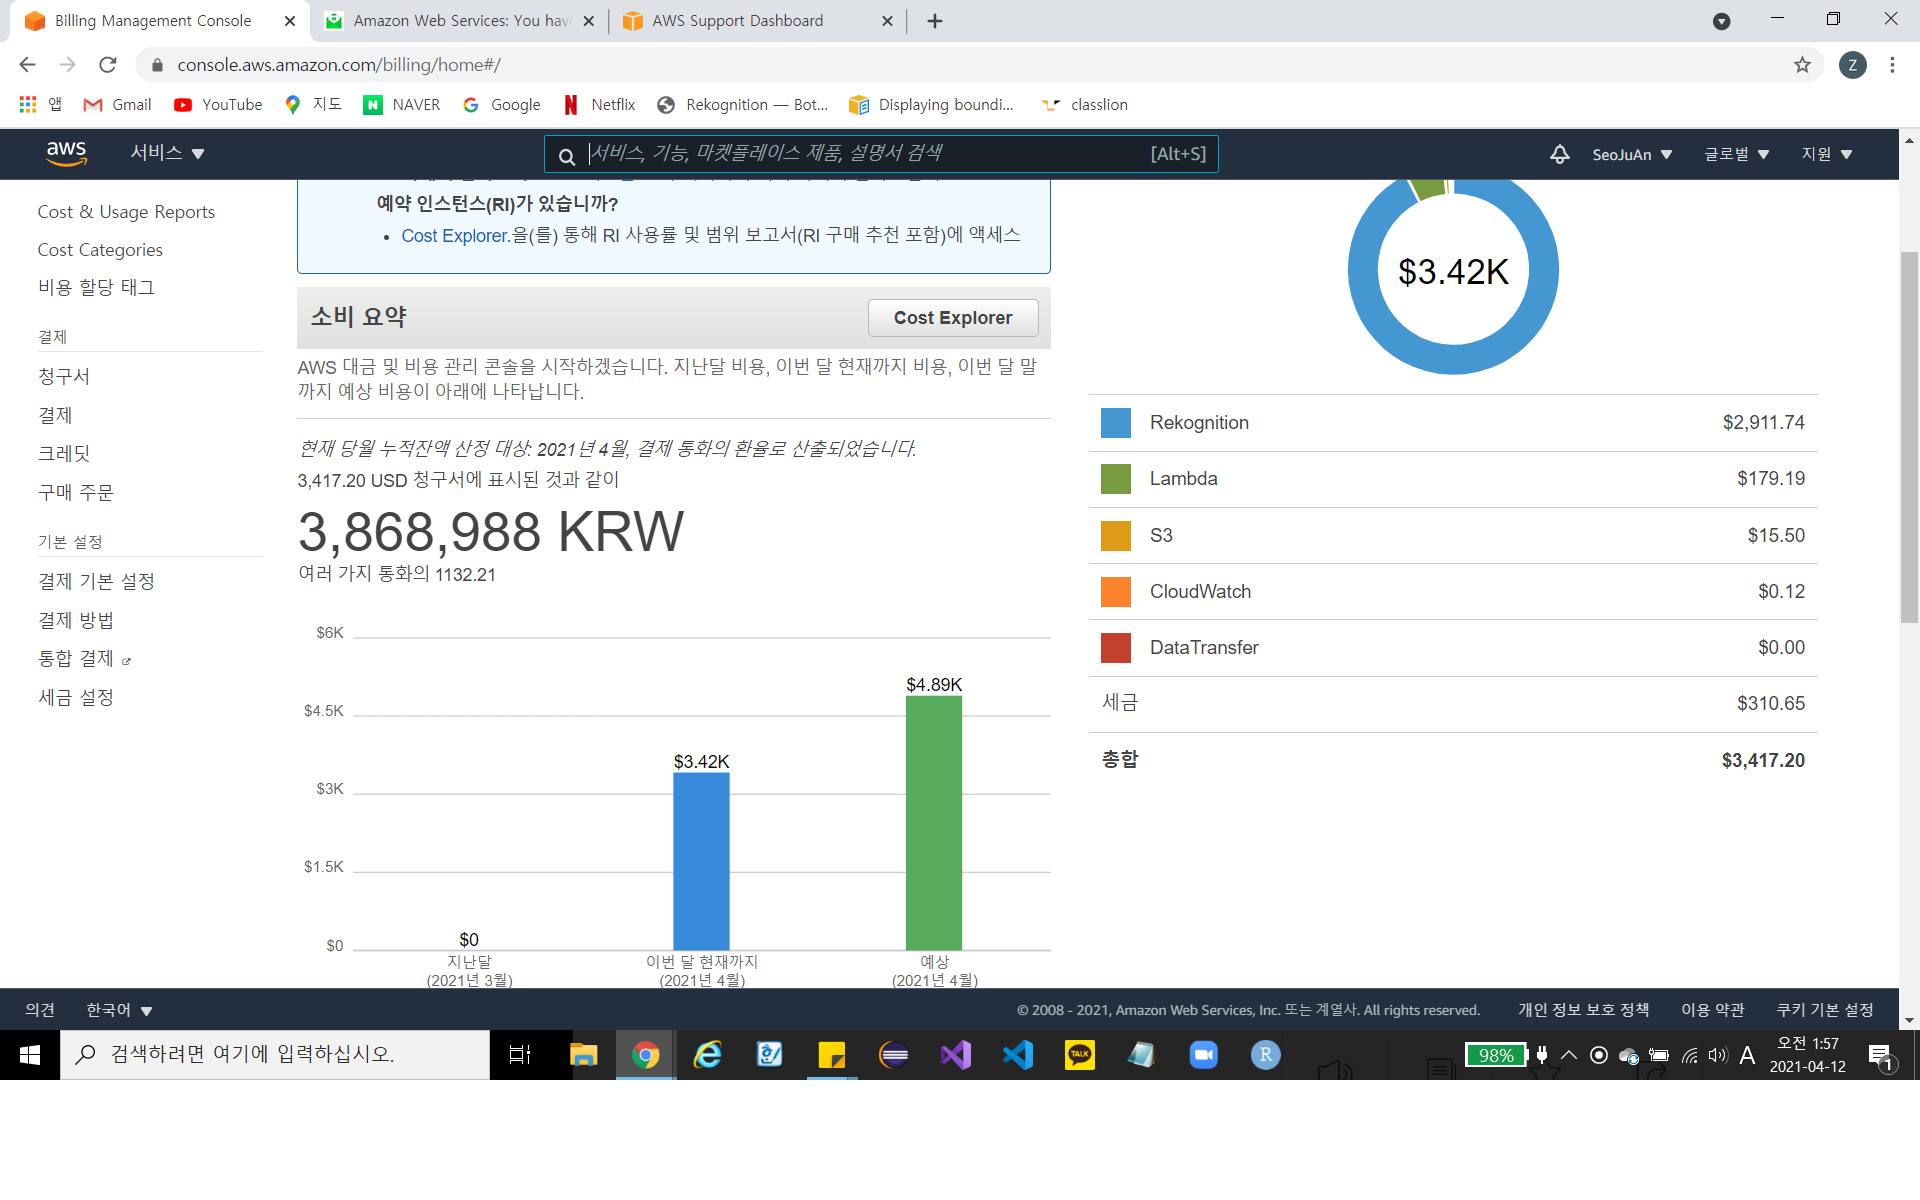 Billing Management Console
Amazon Web Services: You hav
AWS Support Dashboard
console.aws.amazon.com/billing/home#/
Z
앱
Gmail
YouTube
지도
NAVER
Google
Netflix
Rekognition — Bot...
Displaying boundi...
classlion
aws
서비스
서비스, 기능, 마켓플레이스 제품, 설명서 검색
[Alt+S]
SeoJuAn
글로벌
지원
Cost & Usage Reports
Cost Categories
비용 할당 태그
결제
청구서
결제
크레딧
구매 주문
기본 설정
결제 기본 설정
결제 방법
통합 결제
세금 설정
예약 인스턴스(RI)가 있습니까?
• Cost Explorer.을(를) 통해 RI 사용률 및 범위 보고서(RI 구매 추천 포함)에 액세스
소비 요약
Cost Explorer
AWS 대금 및 비용 관리 콘솔을 시작하겠습니다. 지난달 비용, 이번 달 현재까지 비용, 이번 달 말
까지 예상 비용이 아래에 나타납니다.
현재 당월 누적잔액 산정 대상: 2021년 4월, 결제 통화의 환율로 산출되었습니다.
3,417.20 USD 청구서에 표시된 것과 같이
3,868,988 KRW
여러 가지 통화의 1132.21
$6K
$4.5K
$3K
$1.5K
$0
$0
$3.42K
$4.89K
지난달
(2021년 3월)
이번 달 현재까지
(2021년 4월)
예상
(2021년 4월)
$3.42K
Rekognition $2,911.74
Lambda $179.19
S3 $15.50
CloudWatch $0.12
DataTransfer $0.00
세금 $310.65
총합 $3,417.20
의견
한국어
© 2008 - 2021, Amazon Web Services, Inc. 또는 계열사. All rights reserved.
개인 정보 보호 정책
이용 약관
쿠키 기본 설정
검색하려면 여기에 입력하십시오.
TALK
R
98%
A
오전 1:57
2021-04-12
1